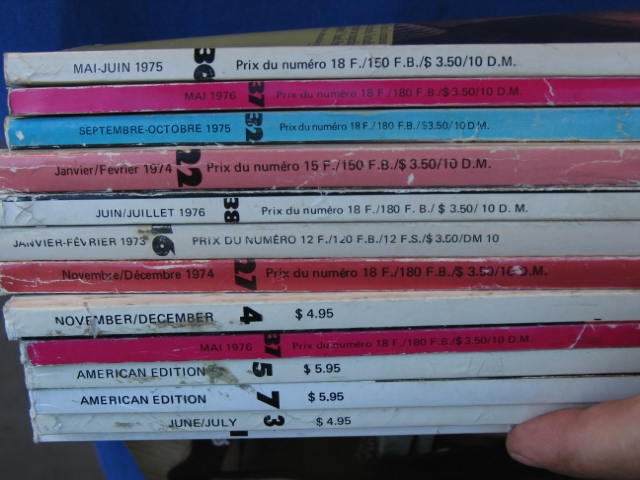 MAI-JUIN 1975 30 Prix du numéro 18 F./150 F.B./$ 3.50/10 D.M.
MAI 1976 37 Prix du numéro 18 F./180 F.B./$ 3.50/10 D.M.
SEPTEMBRE-OCTOBRE 1975 32 Prix du numéro 18 F./180 F.B./$3.50/10 D.M.
Janvier/Février 1974 22 Prix du numéro 15 F./150 F.B./$ 3.50/10 D.M.
JUIN/JUILLET 1976 38 Prix du numéro 18 F./180 F. B./ $ 3.50/ 10 D. M.
JANVIER-FÉVRIER 1973 16 PRIX DU NUMÉRO 12 F./120 F.B./12 F.S./$ 3.50/DM 10
Novembre/Décembre 1974 27 Prix du numéro 18 F./180 F.B./$ 3.50/10 D.M.
NOVEMBER/DECEMBER 4 $ 4.95
MAI 1976 37 Prix du numéro 18 F./180 F.B./$ 3.50/10 D.M.
AMERICAN EDITION 5 $ 5.95
AMERICAN EDITION 7 $ 5.95
JUNE/JULY 3 $ 4.95